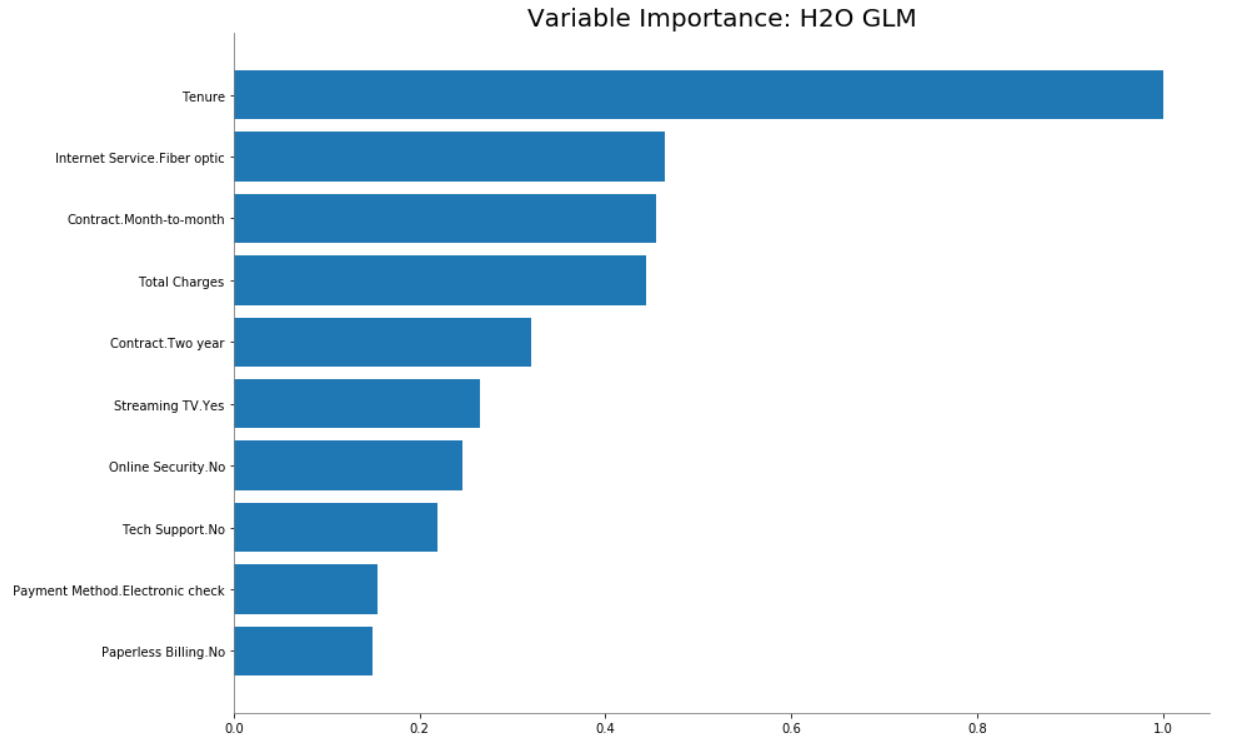 Variable Importance: H2O GLM
Tenure
Internet Service.Fiber optic
Contract.Month-to-month
Total Charges
Contract.Two year
Streaming TV.Yes
Online Security.No
Tech Support.No
Payment Method.Electronic check
Paperless Billing.No
0.0 0.2 0.4 0.6 0.8 1.0